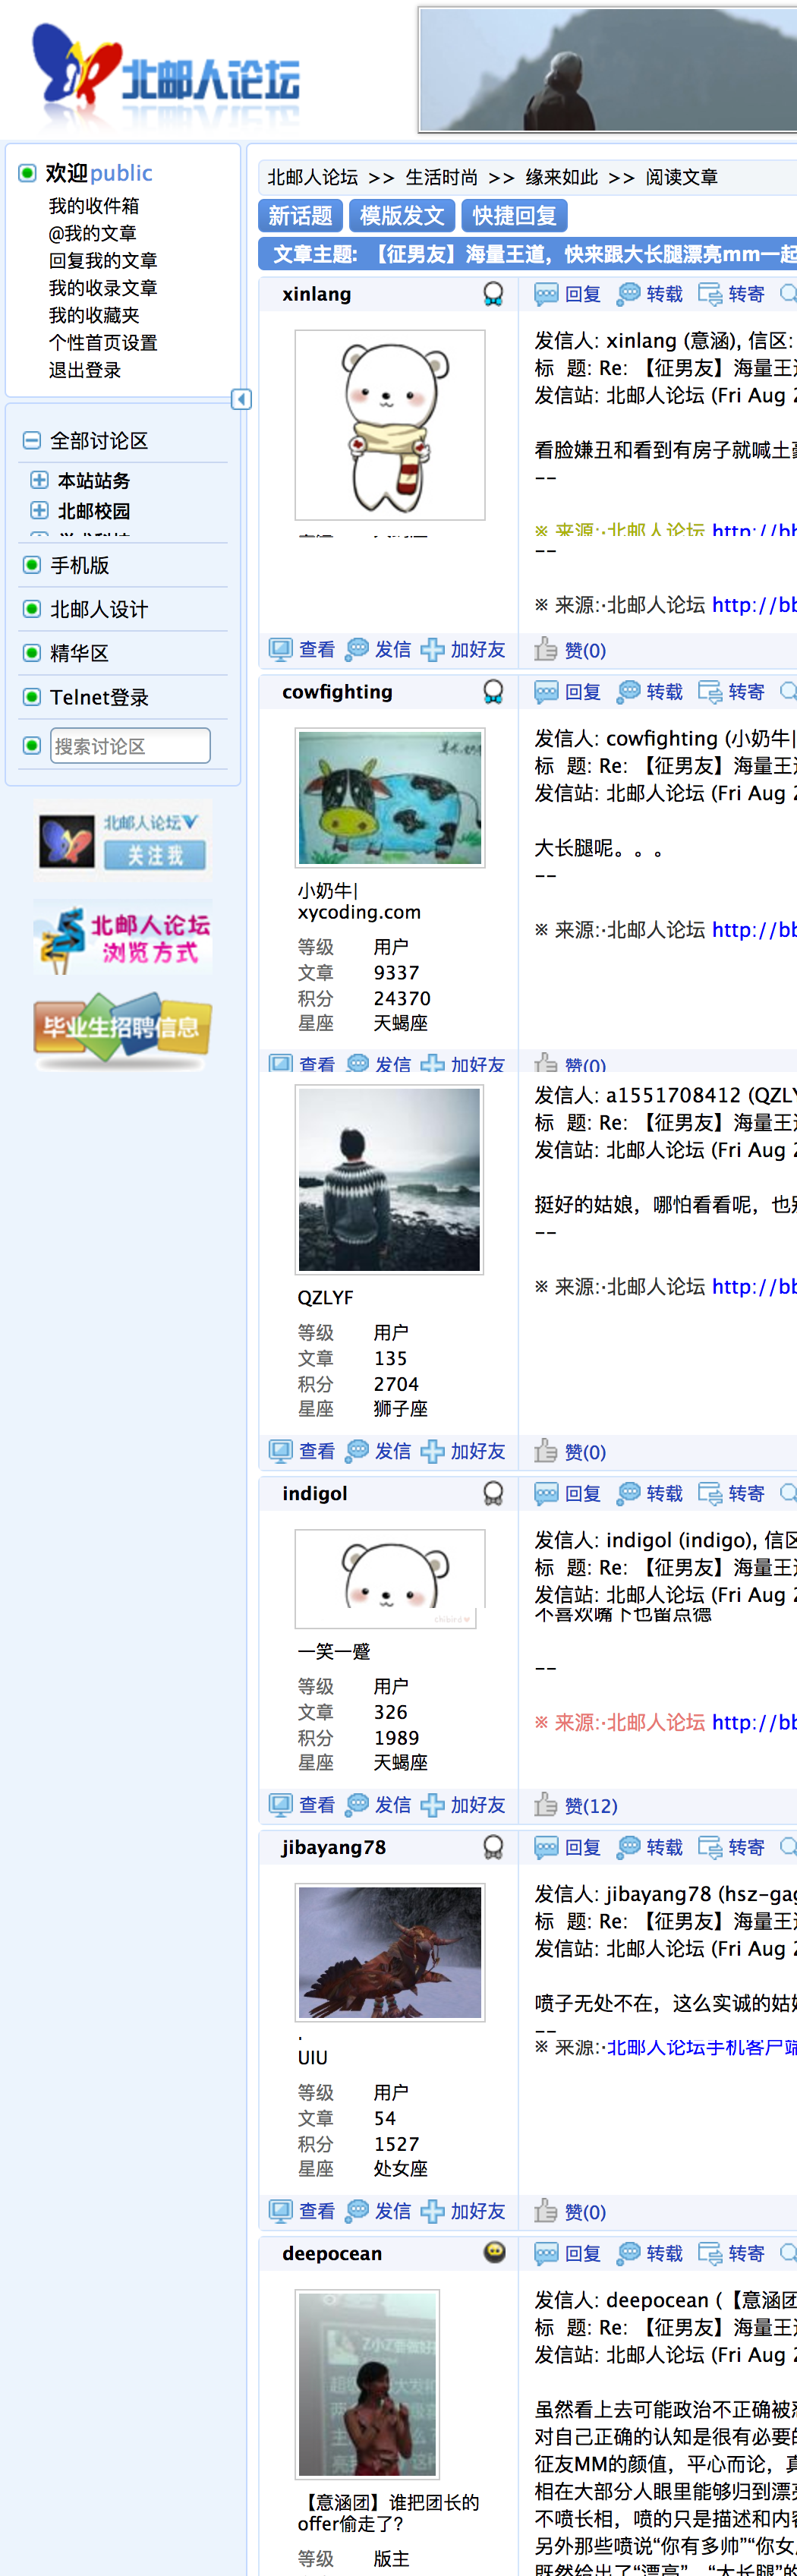 北邮人论坛
欢迎public
我的收件箱
@我的文章
回复我的文章
我的收录文章
我的收藏夹
个性首页设置
退出登录
全部讨论区
本站站务
北邮校园
手机版
北邮人设计
精华区
Telnet登录
搜索讨论区
北邮人论坛
关注我
北邮人论坛
浏览方式
毕业生招聘信息
北邮人论坛 >> 生活时尚 >> 缘来如此 >> 阅读文章
新话题 模版发文 快捷回复
文章主题: 【征男友】海量王道，快来跟大长腿漂亮mm一起
xinlang 回复 转载 转寄
发信人: xinlang (意涵), 信区:
标 题: Re: 【征男友】海量王
发信站: 北邮人论坛 (Fri Aug 2
看脸嫌丑和看到有房子就喊土
--
※ 来源:·北邮人论坛 http://bb
--
※ 来源:·北邮人论坛 http://bb
查看 发信 加好友 赞(0)
cowfighting 回复 转载 转寄
发信人: cowfighting (小奶牛|
标 题: Re: 【征男友】海量王
发信站: 北邮人论坛 (Fri Aug 2
大长腿呢。。。
--
※ 来源:·北邮人论坛 http://bb
小奶牛|
xycoding.com
等级 用户
文章 9337
积分 24370
星座 天蝎座
查看 发信 加好友 赞(0)
发信人: a1551708412 (QZLY
标 题: Re: 【征男友】海量王
发信站: 北邮人论坛 (Fri Aug 2
挺好的姑娘，哪怕看看呢，也
--
※ 来源:·北邮人论坛 http://bb
QZLYF
等级 用户
文章 135
积分 2704
星座 狮子座
查看 发信 加好友 赞(0)
indigol 回复 转载 转寄
发信人: indigol (indigo), 信区
标 题: Re: 【征男友】海量王
发信站: 北邮人论坛 (Fri Aug 2
不喜欢嘴下也留点德
--
※ 来源:·北邮人论坛 http://bb
chibird
一笑一蹙
等级 用户
文章 326
积分 1989
星座 天蝎座
查看 发信 加好友 赞(12)
jibayang78 回复 转载 转寄
发信人: jibayang78 (hsz-gag
标 题: Re: 【征男友】海量王
发信站: 北邮人论坛 (Fri Aug 2
喷子无处不在，这么实诚的姑
--
※ 来源:·北邮人论坛手机客户端
.
UIU
等级 用户
文章 54
积分 1527
星座 处女座
查看 发信 加好友 赞(0)
deepocean 回复 转载 转寄
发信人: deepocean (【意涵团
标 题: Re: 【征男友】海量王
发信站: 北邮人论坛 (Fri Aug 2
虽然看上去可能政治不正确被
对自己正确的认知是很有必要
征友MM的颜值，平心而论，真
相在大部分人眼里能够归到漂
不喷长相，喷的只是描述和内
另外那些喷说“你有多帅”“你女
既然给出了“漂亮”，“大长腿”的
【意涵团】谁把团长的
offer偷走了?
等级 版主